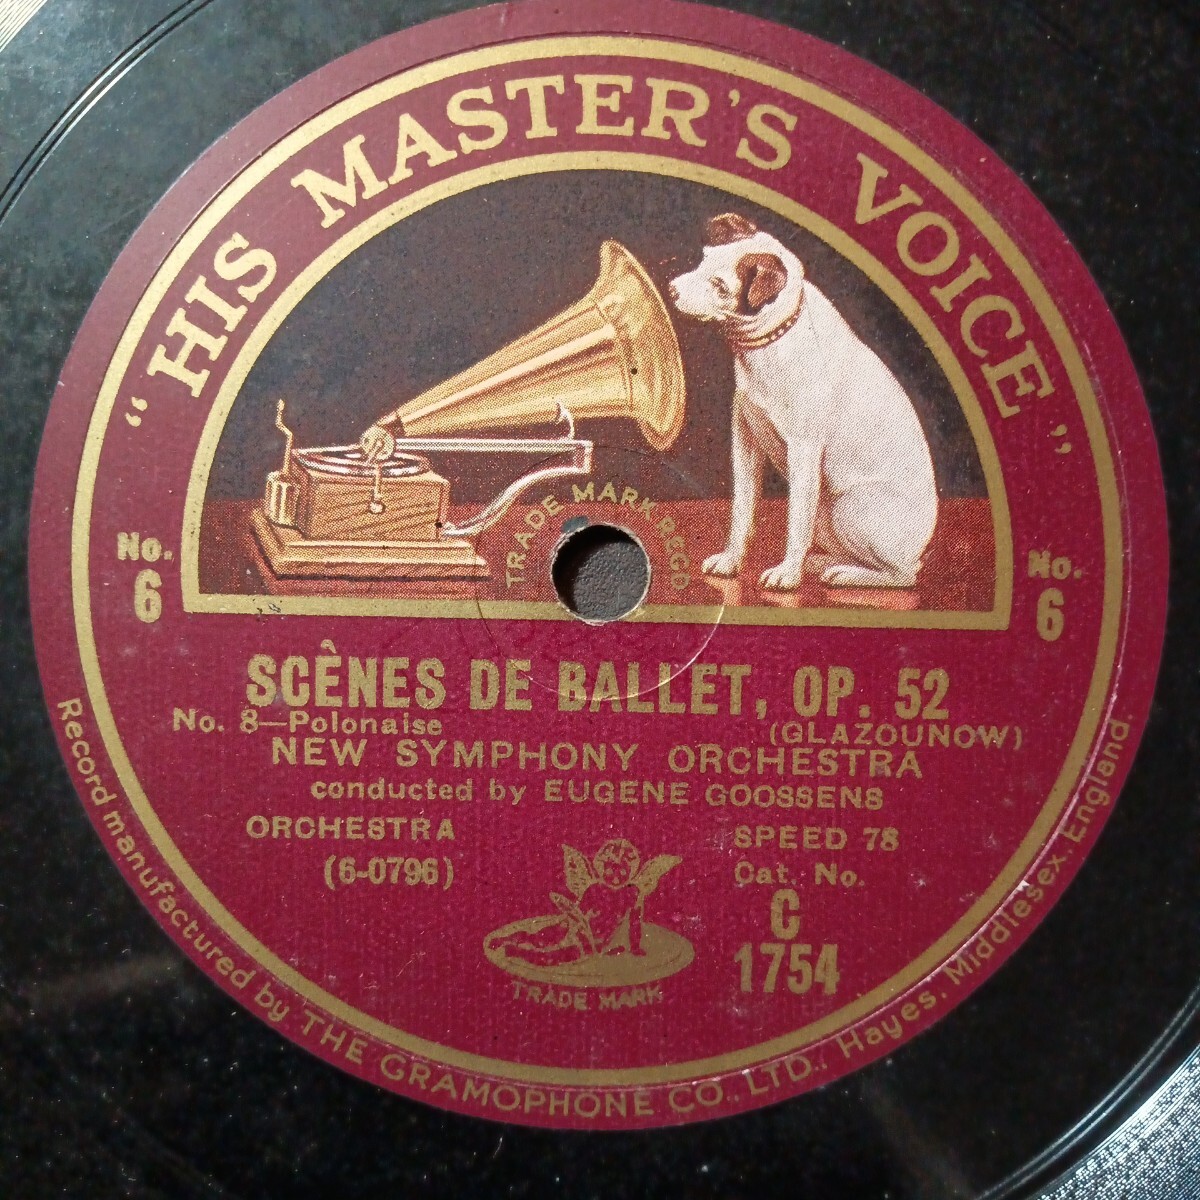 “HIS MASTER'S VOICE”
TRADE MARK REGD
No.
6
No.
6
SCÈNES DE BALLET, OP. 52
No. 8—Polonaise (GLAZOUNOW)
NEW SYMPHONY ORCHESTRA
conducted by EUGENE GOOSSENS
ORCHESTRA
(6-0796)
SPEED 78
Cat. No.
C
1754
TRADE MARK
Record manufactured by THE GRAMOPHONE CO., LTD., Hayes, Middlesex, England.